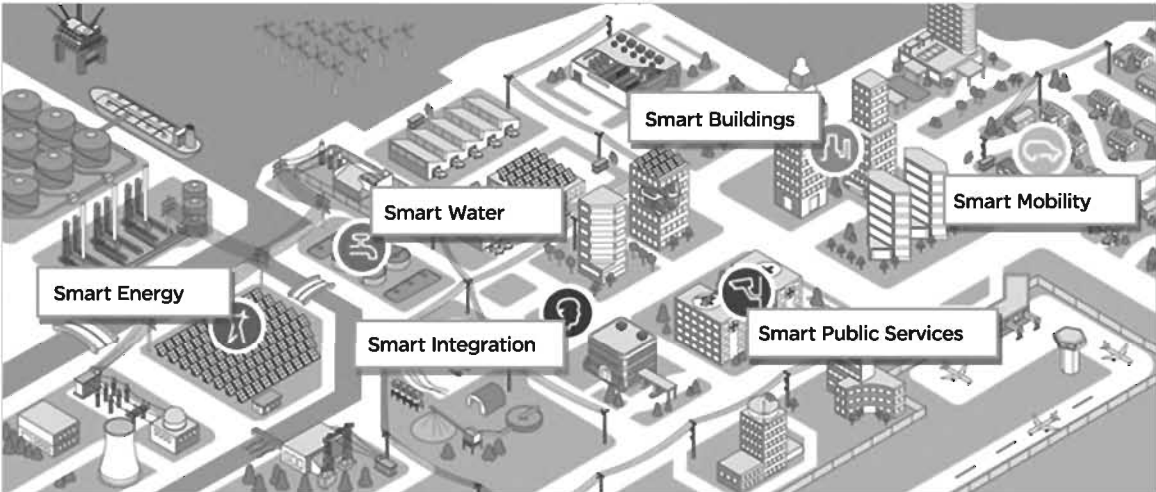 Smart Buildings
Smart Mobility
Smart Water
Smart Energy
Smart Integration
Smart Public Services